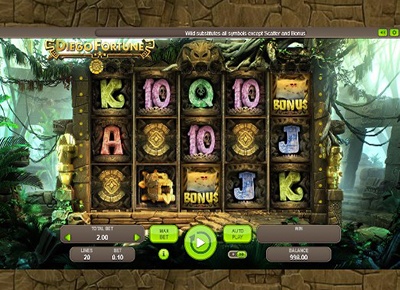 Wild substitutes all symbols except Scatter and Bonus
DIEGO FORTUNE
K 10 Q 10 BONUS
A 10 J
BONUS J K
TOTAL BET
2.00
MAX BET
AUTO PLAY
WIN
LINES
20
BET
0.10
BALANCE
998.00